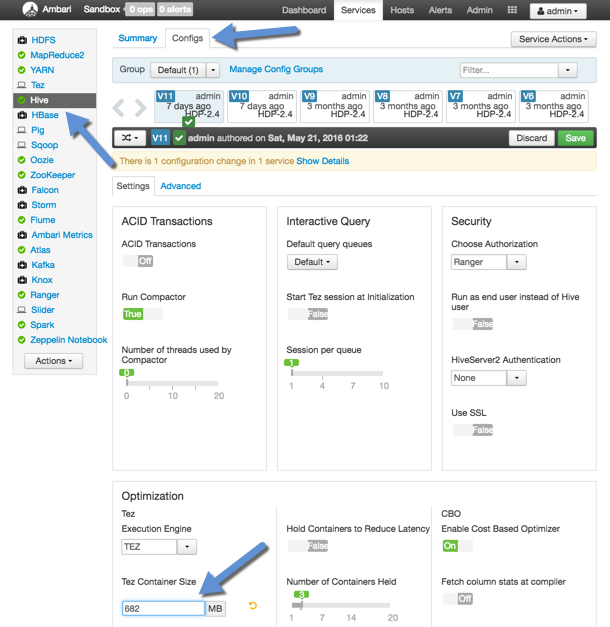 Ambari Sandbox 0 ops 0 alerts Dashboard Services Hosts Alerts Admin admin
HDFS
MapReduce2
YARN
Tez
Hive
HBase
Pig
Sqoop
Oozie
ZooKeeper
Falcon
Storm
Flume
Ambari Metrics
Atlas
Kafka
Knox
Ranger
Slider
Spark
Zeppelin Notebook
Actions
Summary Configs Service Actions
Group Default (1) Manage Config Groups Filter...
V11 admin
7 days ago
HDP-2.4
V10 admin
7 days ago
HDP-2.4
V9 admin
3 months ago
HDP-2.4
V8 admin
3 months ago
HDP-2.4
V7 admin
3 months ago
HDP-2.4
V6 admin
3 months ago
HDP-2.4
V11 admin authored on Sat, May 21, 2016 01:22 Discard Save
There is 1 configuration change in 1 service Show Details
Settings Advanced
ACID Transactions
ACID Transactions
Off
Run Compactor
True
Number of threads used by
Compactor
0
0 10 20
Interactive Query
Default query queues
Default
Start Tez session at Initialization
False
Session per queue
1
1 4 7 10
Security
Choose Authorization
Ranger
Run as end user instead of Hive
user
False
HiveServer2 Authentication
None
Use SSL
False
Optimization
Tez
Execution Engine
TEZ
Tez Container Size
682 MB
Hold Containers to Reduce Latency
False
Number of Containers Held
3
1 14 20
CBO
Enable Cost Based Optimizer
On
Fetch column stats at compiler
Off